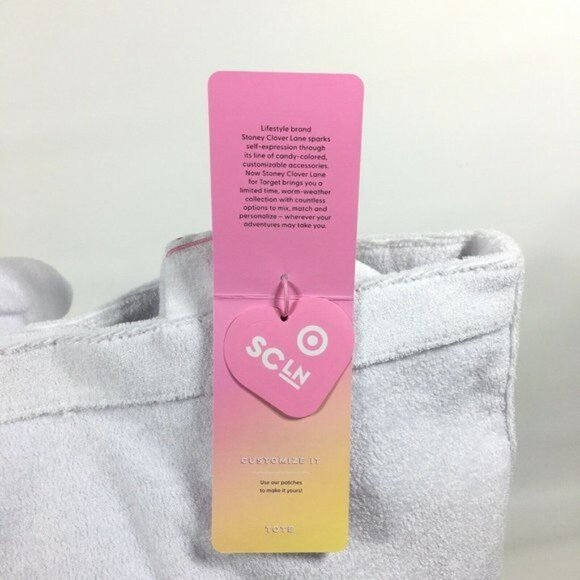 Lifestyle brand
Stoney Clover Lane sparks
self-expression through
its line of candy-colored,
customizable accessories.
Now Stoney Clover Lane
for Target brings you a
limited time, warm-weather
collection with countless
options to mix, match and
personalize – wherever your
adventures may take you.
SCLN
CUSTOMIZE IT
Use our patches
to make it yours!
TOTE